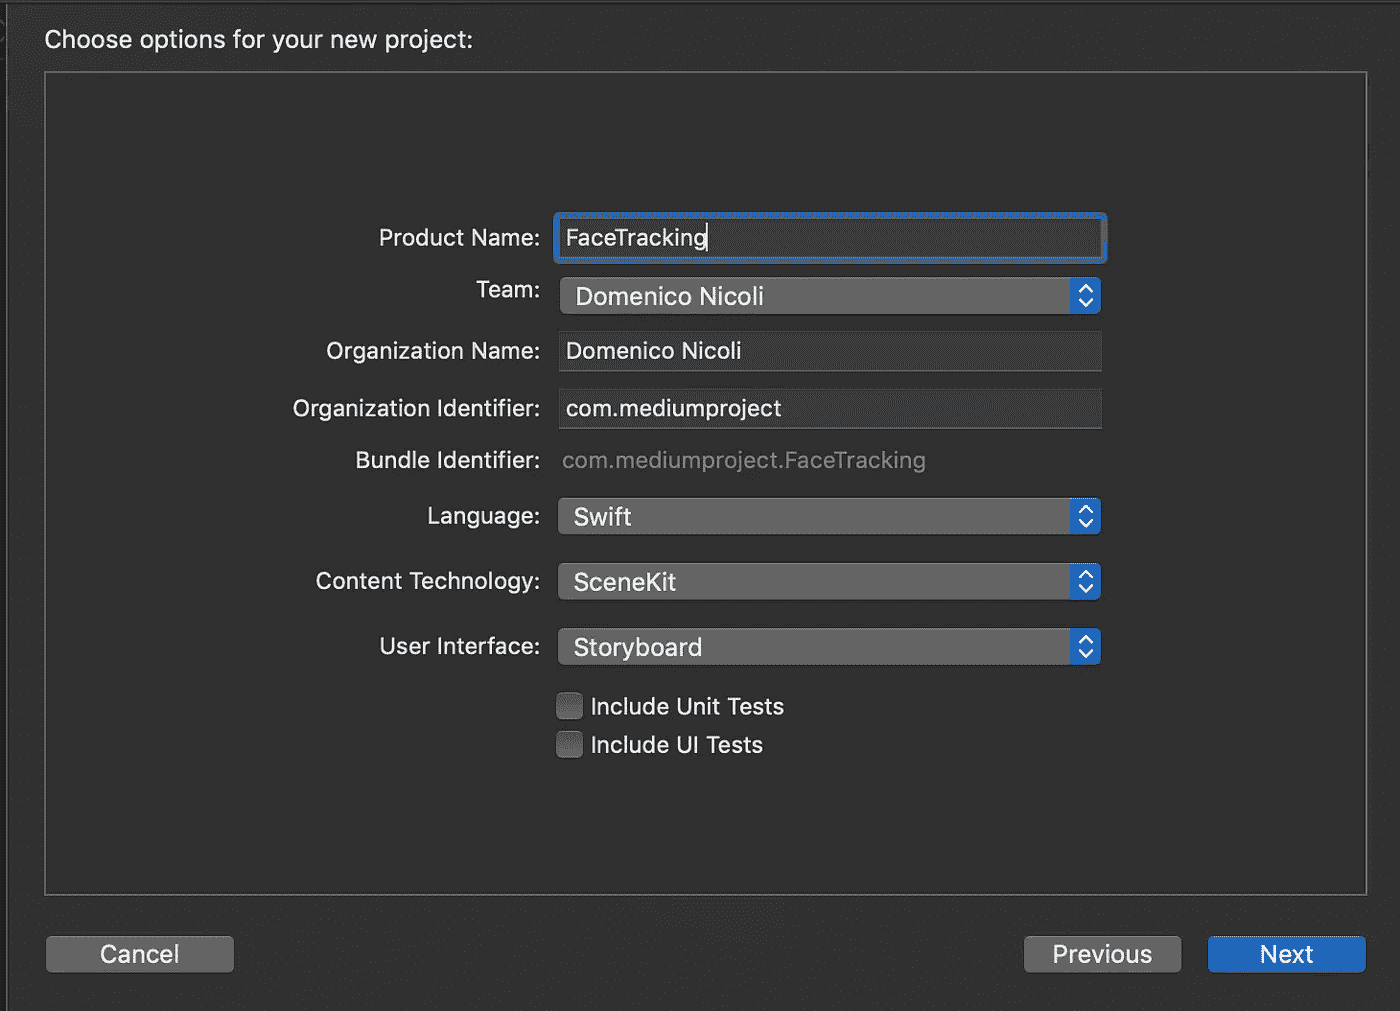 Choose options for your new project:
Product Name: FaceTracking
Team: Domenico Nicoli
Organization Name: Domenico Nicoli
Organization Identifier: com.mediumproject
Bundle Identifier: com.mediumproject.FaceTracking
Language: Swift
Content Technology: SceneKit
User Interface: Storyboard
Include Unit Tests
Include UI Tests
Cancel Previous Next